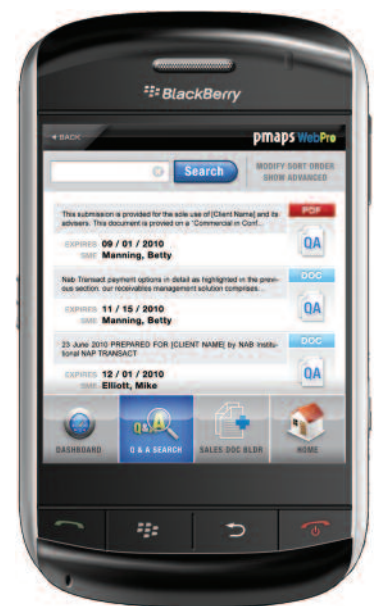 BlackBerry
BACK
pmaps WebPro
Search
MODIFY SORT ORDER
SHOW ADVANCED
This submission is provided for the sole use of [Client Name] and its
advisers. This document is provied on a "Commercial in Conf...
PDF
QA
EXPIRES 09 / 01 / 2010
SME Manning, Betty
Nab Transact payment options in detail as highlighted in the previ-
ous section. our receivables management solution comprises...
DOC
QA
EXPIRES 11 / 15 / 2010
SME Manning, Betty
23 June 2010 PREPARED FOR [CLIENT NAME] by NAB Institu-
tional NAP TRANSACT
DOC
QA
EXPIRES 12 / 01 / 2010
SME Elliott, Mike
Q&A
DASHBOARD
Q & A SEARCH
SALES DOC BLDR
HOME